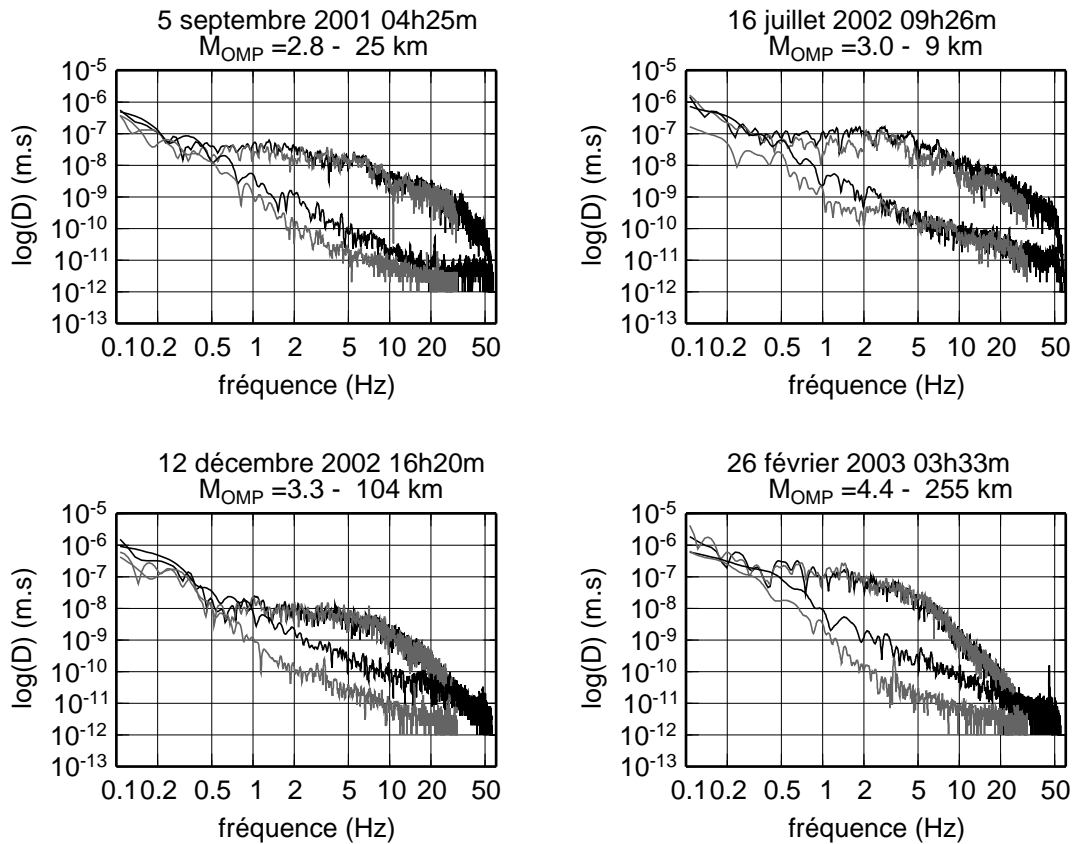 5 septembre 2001 04h25m
M_OMP =2.8 - 25 km
10^-5
10^-6
10^-7
10^-8
10^-9
10^-10
10^-11
10^-12
10^-13
log(D) (m.s)
0.1 0.2 0.5 1 2 5 10 20 50
fréquence (Hz)
16 juillet 2002 09h26m
M_OMP =3.0 - 9 km
10^-5
10^-6
10^-7
10^-8
10^-9
10^-10
10^-11
10^-12
10^-13
log(D) (m.s)
0.1 0.2 0.5 1 2 5 10 20 50
fréquence (Hz)
12 décembre 2002 16h20m
M_OMP =3.3 - 104 km
10^-5
10^-6
10^-7
10^-8
10^-9
10^-10
10^-11
10^-12
10^-13
log(D) (m.s)
0.1 0.2 0.5 1 2 5 10 20 50
fréquence (Hz)
26 février 2003 03h33m
M_OMP =4.4 - 255 km
10^-5
10^-6
10^-7
10^-8
10^-9
10^-10
10^-11
10^-12
10^-13
log(D) (m.s)
0.1 0.2 0.5 1 2 5 10 20 50
fréquence (Hz)